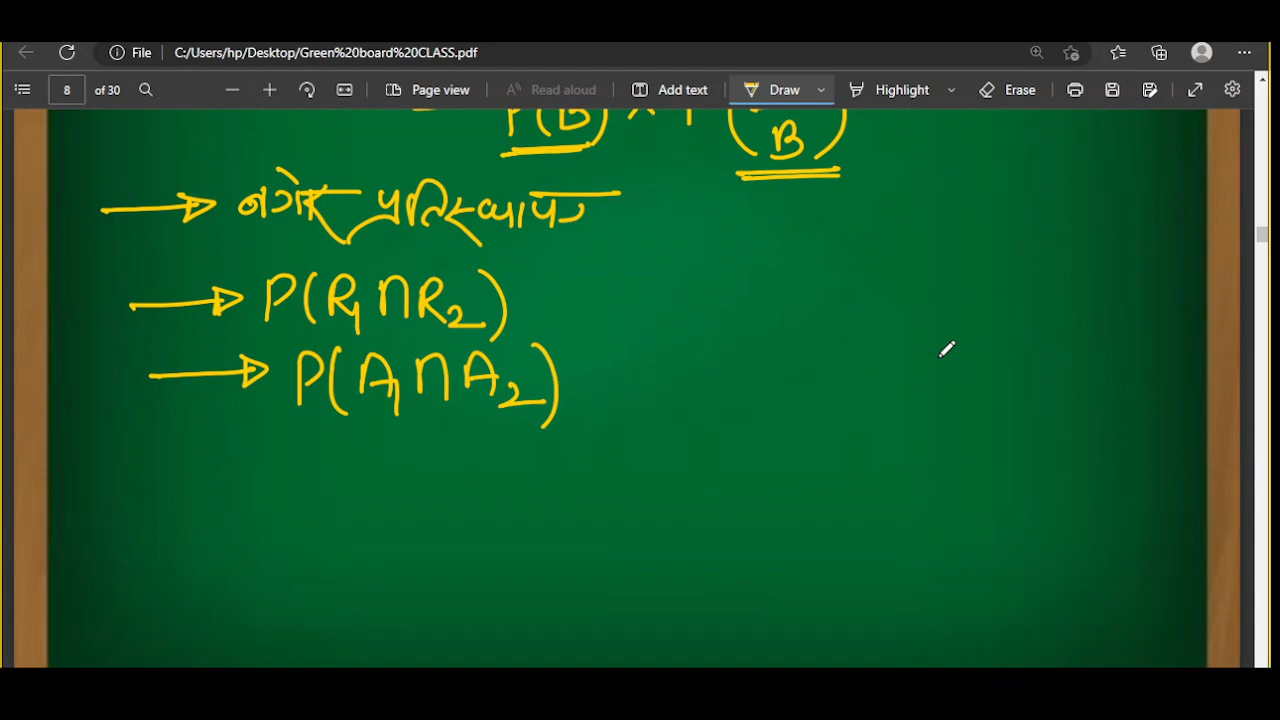 File C:/Users/hp/Desktop/Green%20board%20CLASS.pdf
8 of 30 Page view Read aloud Add text Draw Highlight Erase
P(B) × P ( B )
बगैर प्रति
P(R₁∩R₂)
P(A₁∩A₂)